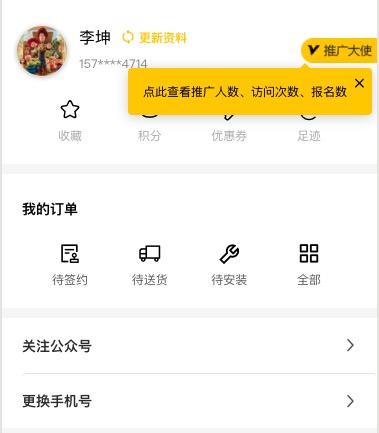 李坤 更新资料
157****4714
推广大使
点此查看推广人数、访问次数、报名数
收藏 积分 优惠券 足迹
我的订单
待签约 待送货 待安装 全部
关注公众号
更换手机号